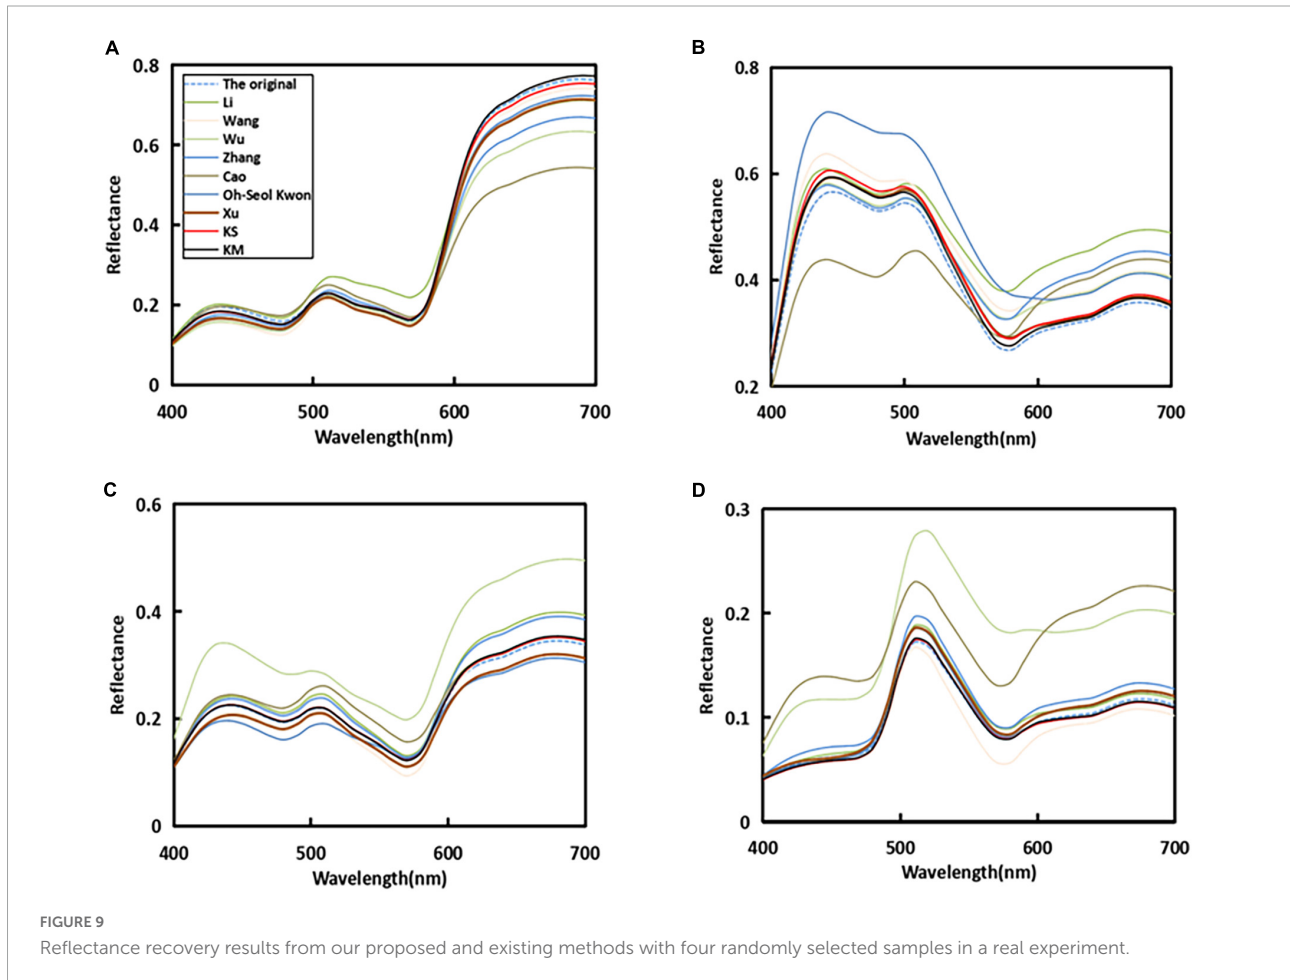 A
0.8
0.6
0.4
0.2
0
Reflectance
The original
Li
Wang
Wu
Zhang
Cao
Oh-Seol Kwon
Xu
KS
KM
400
500
600
700
Wavelength(nm)
B
0.8
0.6
0.4
0.2
Reflectance
400
500
600
700
Wavelength(nm)
C
0.6
0.4
0.2
0
Reflectance
400
500
600
700
Wavelength(nm)
D
0.3
0.2
0.1
0
Reflectance
400
500
600
700
Wavelength(nm)
FIGURE 9
Reflectance recovery results from our proposed and existing methods with four randomly selected samples in a real experiment.